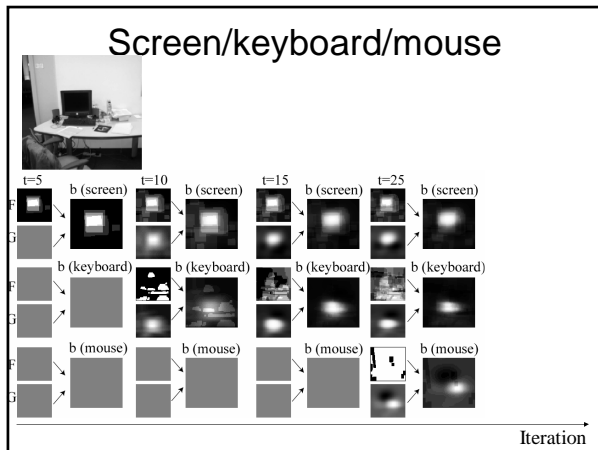 Screen/keyboard/mouse
t=5 t=10 t=15 t=25
F b (screen) b (screen) b (screen) b (screen)
G
b (keyboard) b (keyboard) b (keyboard) b (keyboard)
F b (mouse) b (mouse) b (mouse) b (mouse)
G
Iteration